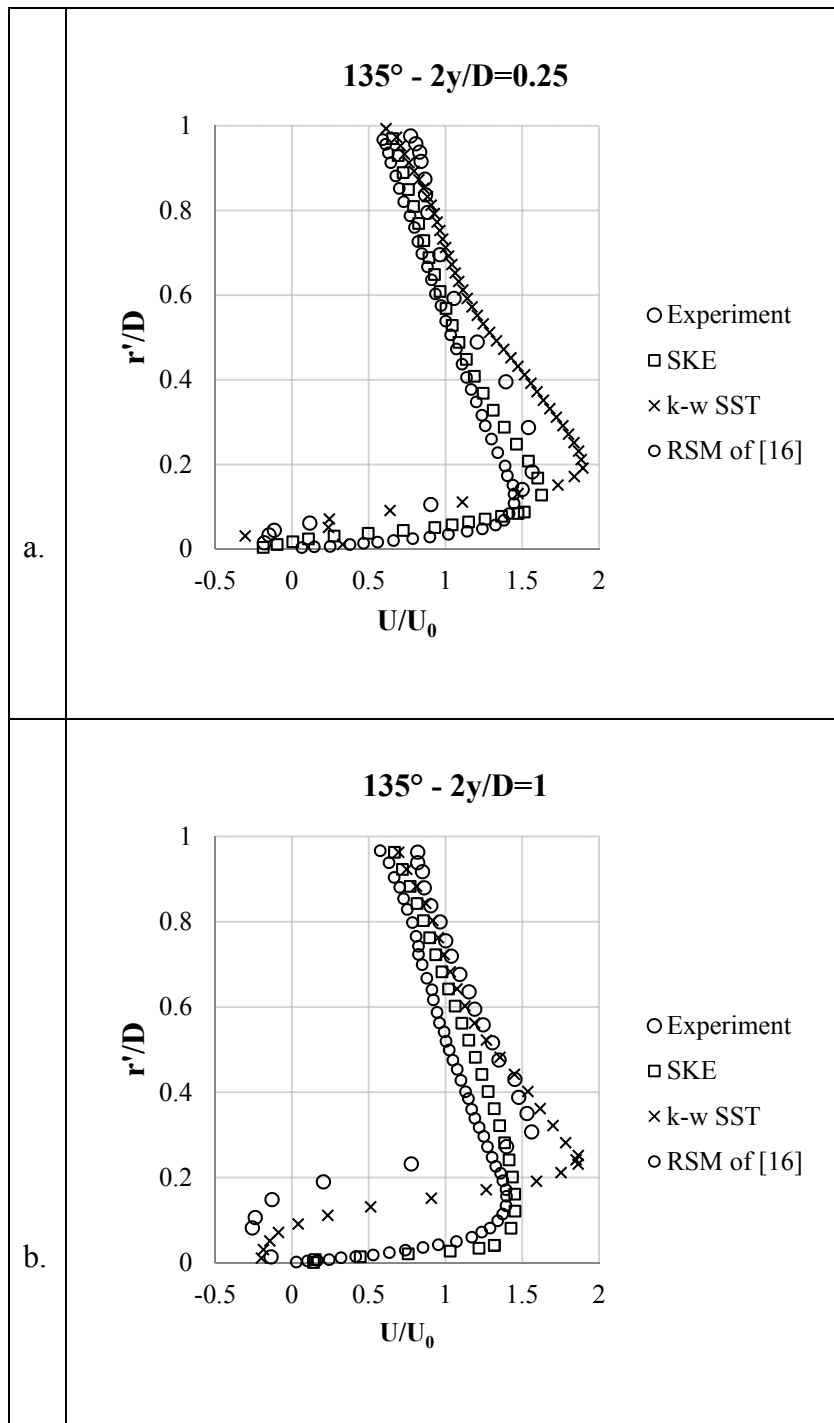 a.
135° - 2y/D=0.25
1
0.8
0.6
0.4
0.2
0
r'/D
-0.5 0 0.5 1 1.5 2
U/U₀
Experiment
SKE
k-w SST
RSM of [16]
b.
135° - 2y/D=1
1
0.8
0.6
0.4
0.2
0
r'/D
-0.5 0 0.5 1 1.5 2
U/U₀
Experiment
SKE
k-w SST
RSM of [16]